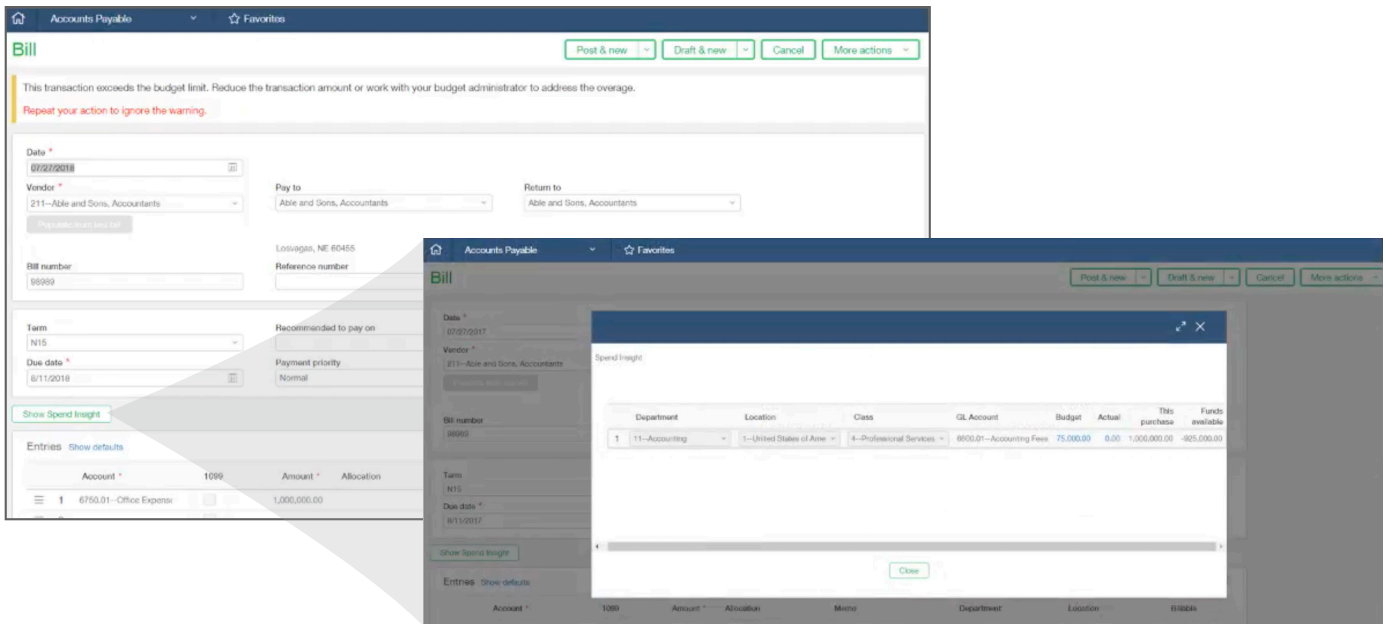 Accounts Payable Favorites
Bill
Post & new Draft & new Cancel More actions
This transaction exceeds the budget limit. Reduce the transaction amount or work with your budget administrator to address the overage.
Repeat your action to ignore the warning.
Date *
07/27/2018
Vendor * Pay to Return to
211--Able and Sons, Accountants Able and Sons, Accountants Able and Sons, Accountants
Losvegas, NE 60455
Bill number Reference number
98989
Term Recommended to pay on
N15
Due date * Payment priority
8/11/2018 Normal
Show Spend Insight
Entries Show defaults
Account * 1099 Amount * Allocation
1 6750.01--Office Expense 1,000,000.00
Accounts Payable Favorites
Bill
Post & new Draft & new Cancel More actions
Date *
07/27/2017
Vendor *
211--Able and Sons, Accountants
Bill number
98989
Term
N15
Due date *
8/11/2017
Show Spend Insight
Entries Show defaults
Account * 1099 Amount * Allocation Memo Department Location Billable
Spend Insight
Department Location Class GL Account Budget Actual This purchase Funds available
1 11--Accounting 1--United States of Ame 4--Professional Services 6600.01--Accounting Fees 75,000.00 0.00 1,000,000.00 -925,000.00
Close